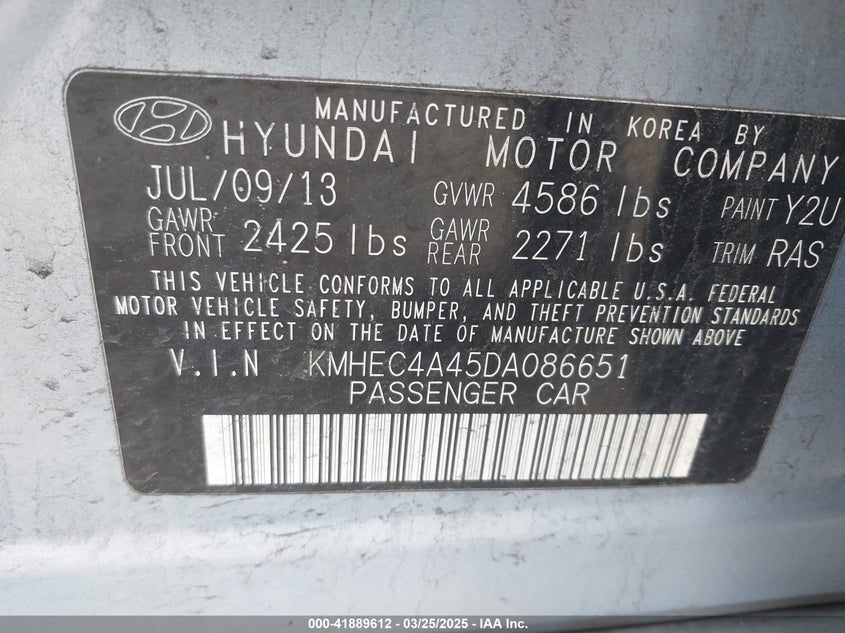 MANUFACTURED IN KOREA BY
HYUNDAI MOTOR COMPANY
JUL/09/13 GVWR 4586 lbs PAINT Y2U
GAWR FRONT 2425 lbs GAWR REAR 2271 lbs TRIM RAS
THIS VEHICLE CONFORMS TO ALL APPLICABLE U.S.A. FEDERAL
MOTOR VEHICLE SAFETY, BUMPER, AND THEFT PREVENTION STANDARDS
IN EFFECT ON THE DATE OF MANUFACTURE SHOWN ABOVE
V.I.N KMHEC4A45DA086651
PASSENGER CAR
000-41889612 - 03/25/2025 - IAA Inc.